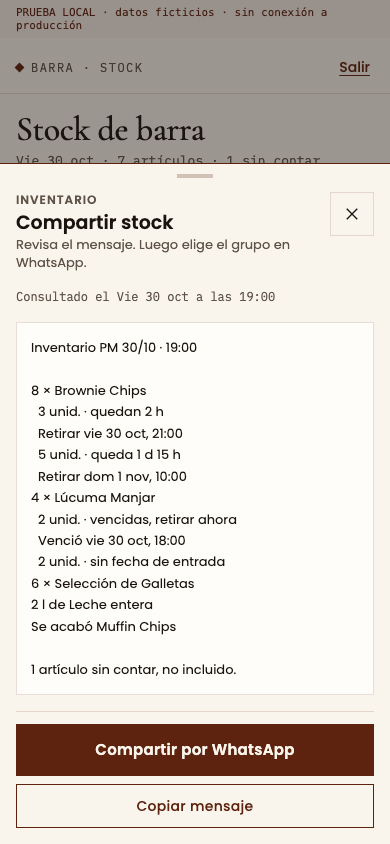 PRUEBA LOCAL · datos ficticios · sin conexión a
producción
◆ BARRA · STOCK
Salir
Stock de barra
Vie 30 oct · 7 artículos · 1 sin contar
INVENTARIO
Compartir stock
Revisa el mensaje. Luego elige el grupo en
WhatsApp.
Consultado el Vie 30 oct a las 19:00
Inventario PM 30/10 · 19:00
8 × Brownie Chips
3 unid. · quedan 2 h
Retirar vie 30 oct, 21:00
5 unid. · queda 1 d 15 h
Retirar dom 1 nov, 10:00
4 × Lúcuma Manjar
2 unid. · vencidas, retirar ahora
Venció vie 30 oct, 18:00
2 unid. · sin fecha de entrada
6 × Selección de Galletas
2 l de Leche entera
Se acabó Muffin Chips
1 artículo sin contar, no incluido.
Compartir por WhatsApp
Copiar mensaje